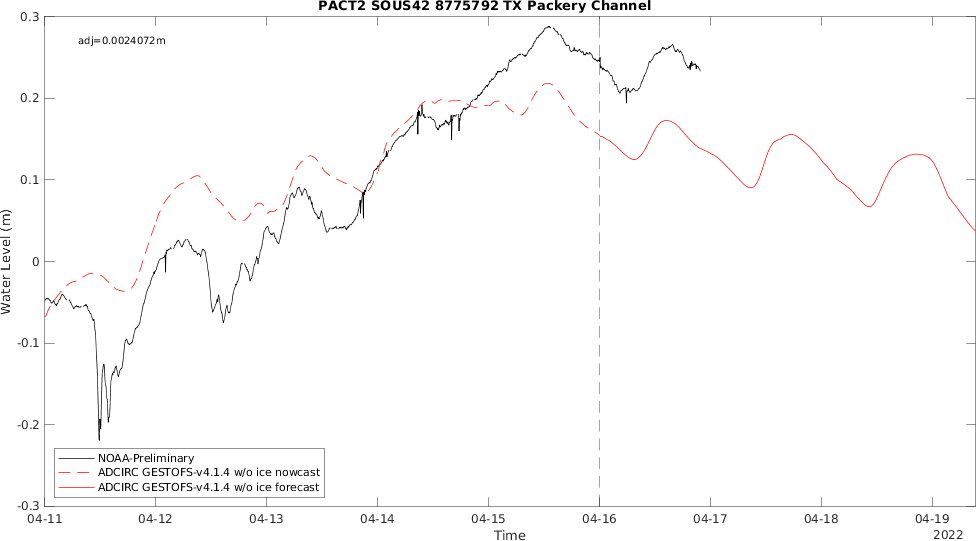 PACT2 SOUS42 8775792 TX Packery Channel
adj=0.0024072m
0.3
0.2
0.1
0
-0.1
-0.2
-0.3
Water Level (m)
NOAA-Preliminary
ADCIRC GESTOFS-v4.1.4 w/o ice nowcast
ADCIRC GESTOFS-v4.1.4 w/o ice forecast
04-11 04-12 04-13 04-14 04-15 04-16 04-17 04-18 04-19
Time
2022